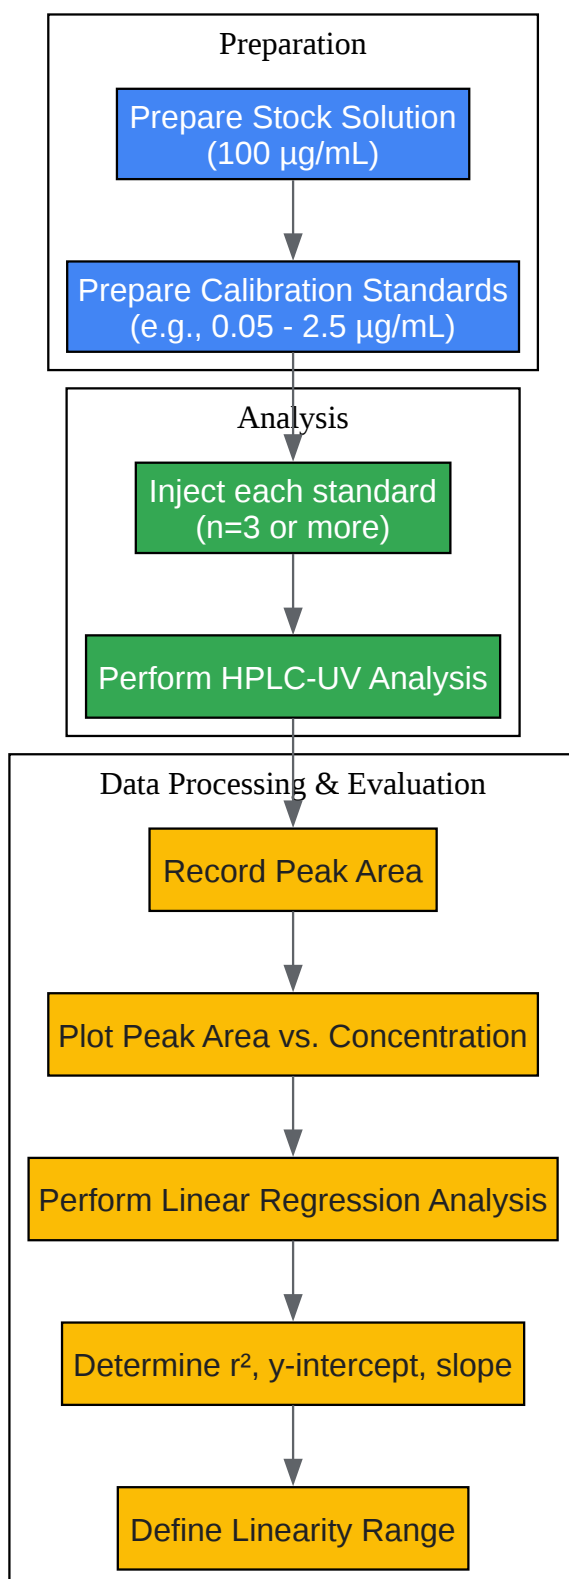 Preparation
Prepare Stock Solution
(100 µg/mL)
Prepare Calibration Standards
(e.g., 0.05 - 2.5 µg/mL)
Analysis
Inject each standard
(n=3 or more)
Perform HPLC-UV Analysis
Data Processing & Evaluation
Record Peak Area
Plot Peak Area vs. Concentration
Perform Linear Regression Analysis
Determine r², y-intercept, slope
Define Linearity Range